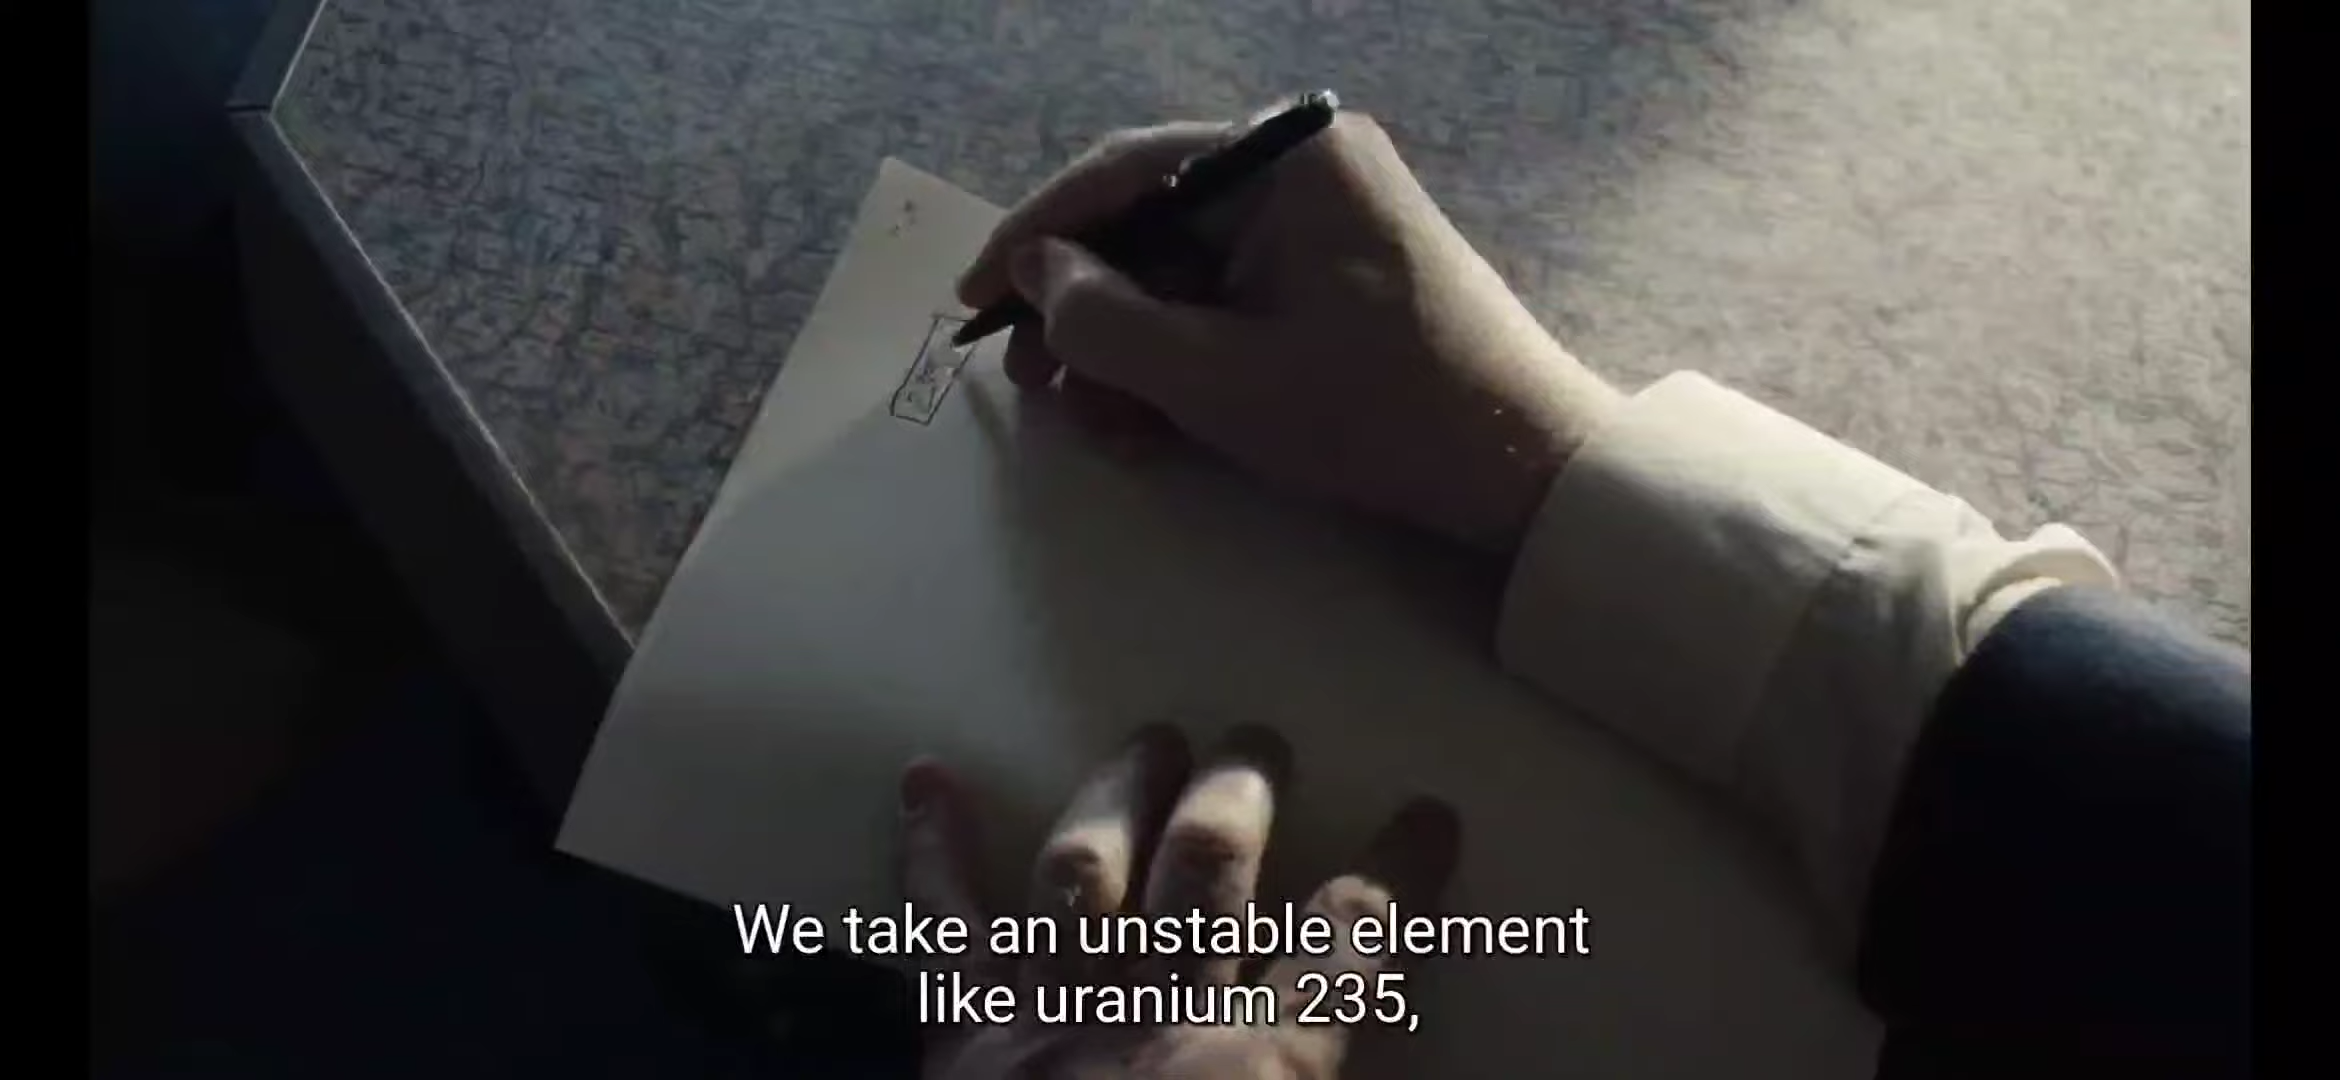 We take an unstable element
like uranium 235,